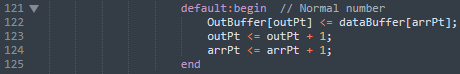 121 default:begin // Normal number
122 OutBuffer[outPt] <= dataBuffer[arrPt];
123 outPt <= outPt + 1;
124 arrPt <= arrPt + 1;
125 end